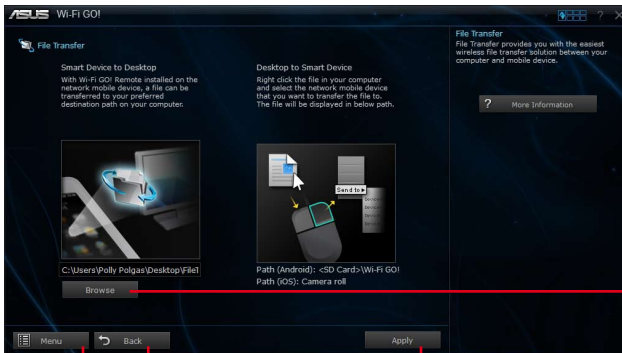 ASUS Wi-Fi GO!
?
File Transfer
Smart Device to Desktop
With Wi-Fi GO! Remote installed on the
network mobile device, a file can be
transferred to your preferred
destination path on your computer.
C:\Users\Polly Polgas\Desktop\File1
Browse
Desktop to Smart Device
Right click the file in your computer
and select the network mobile device
that you want to transfer the file to.
The file will be displayed in below path.
Send to
Path (Android): <SD Card>\Wi-Fi GO!
Path (iOS): Camera roll
Menu
Back
Apply
File Transfer
File Transfer provides you with the easiest
wireless file transfer solution between your
computer and mobile device.
? More Information